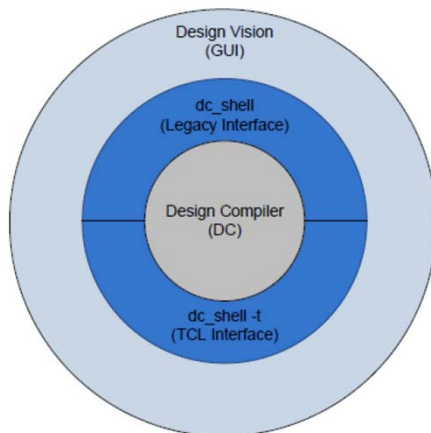 Design Vision
(GUI)
dc_shell
(Legacy Interface)
Design Compiler
(DC)
dc_shell -t
(TCL Interface)